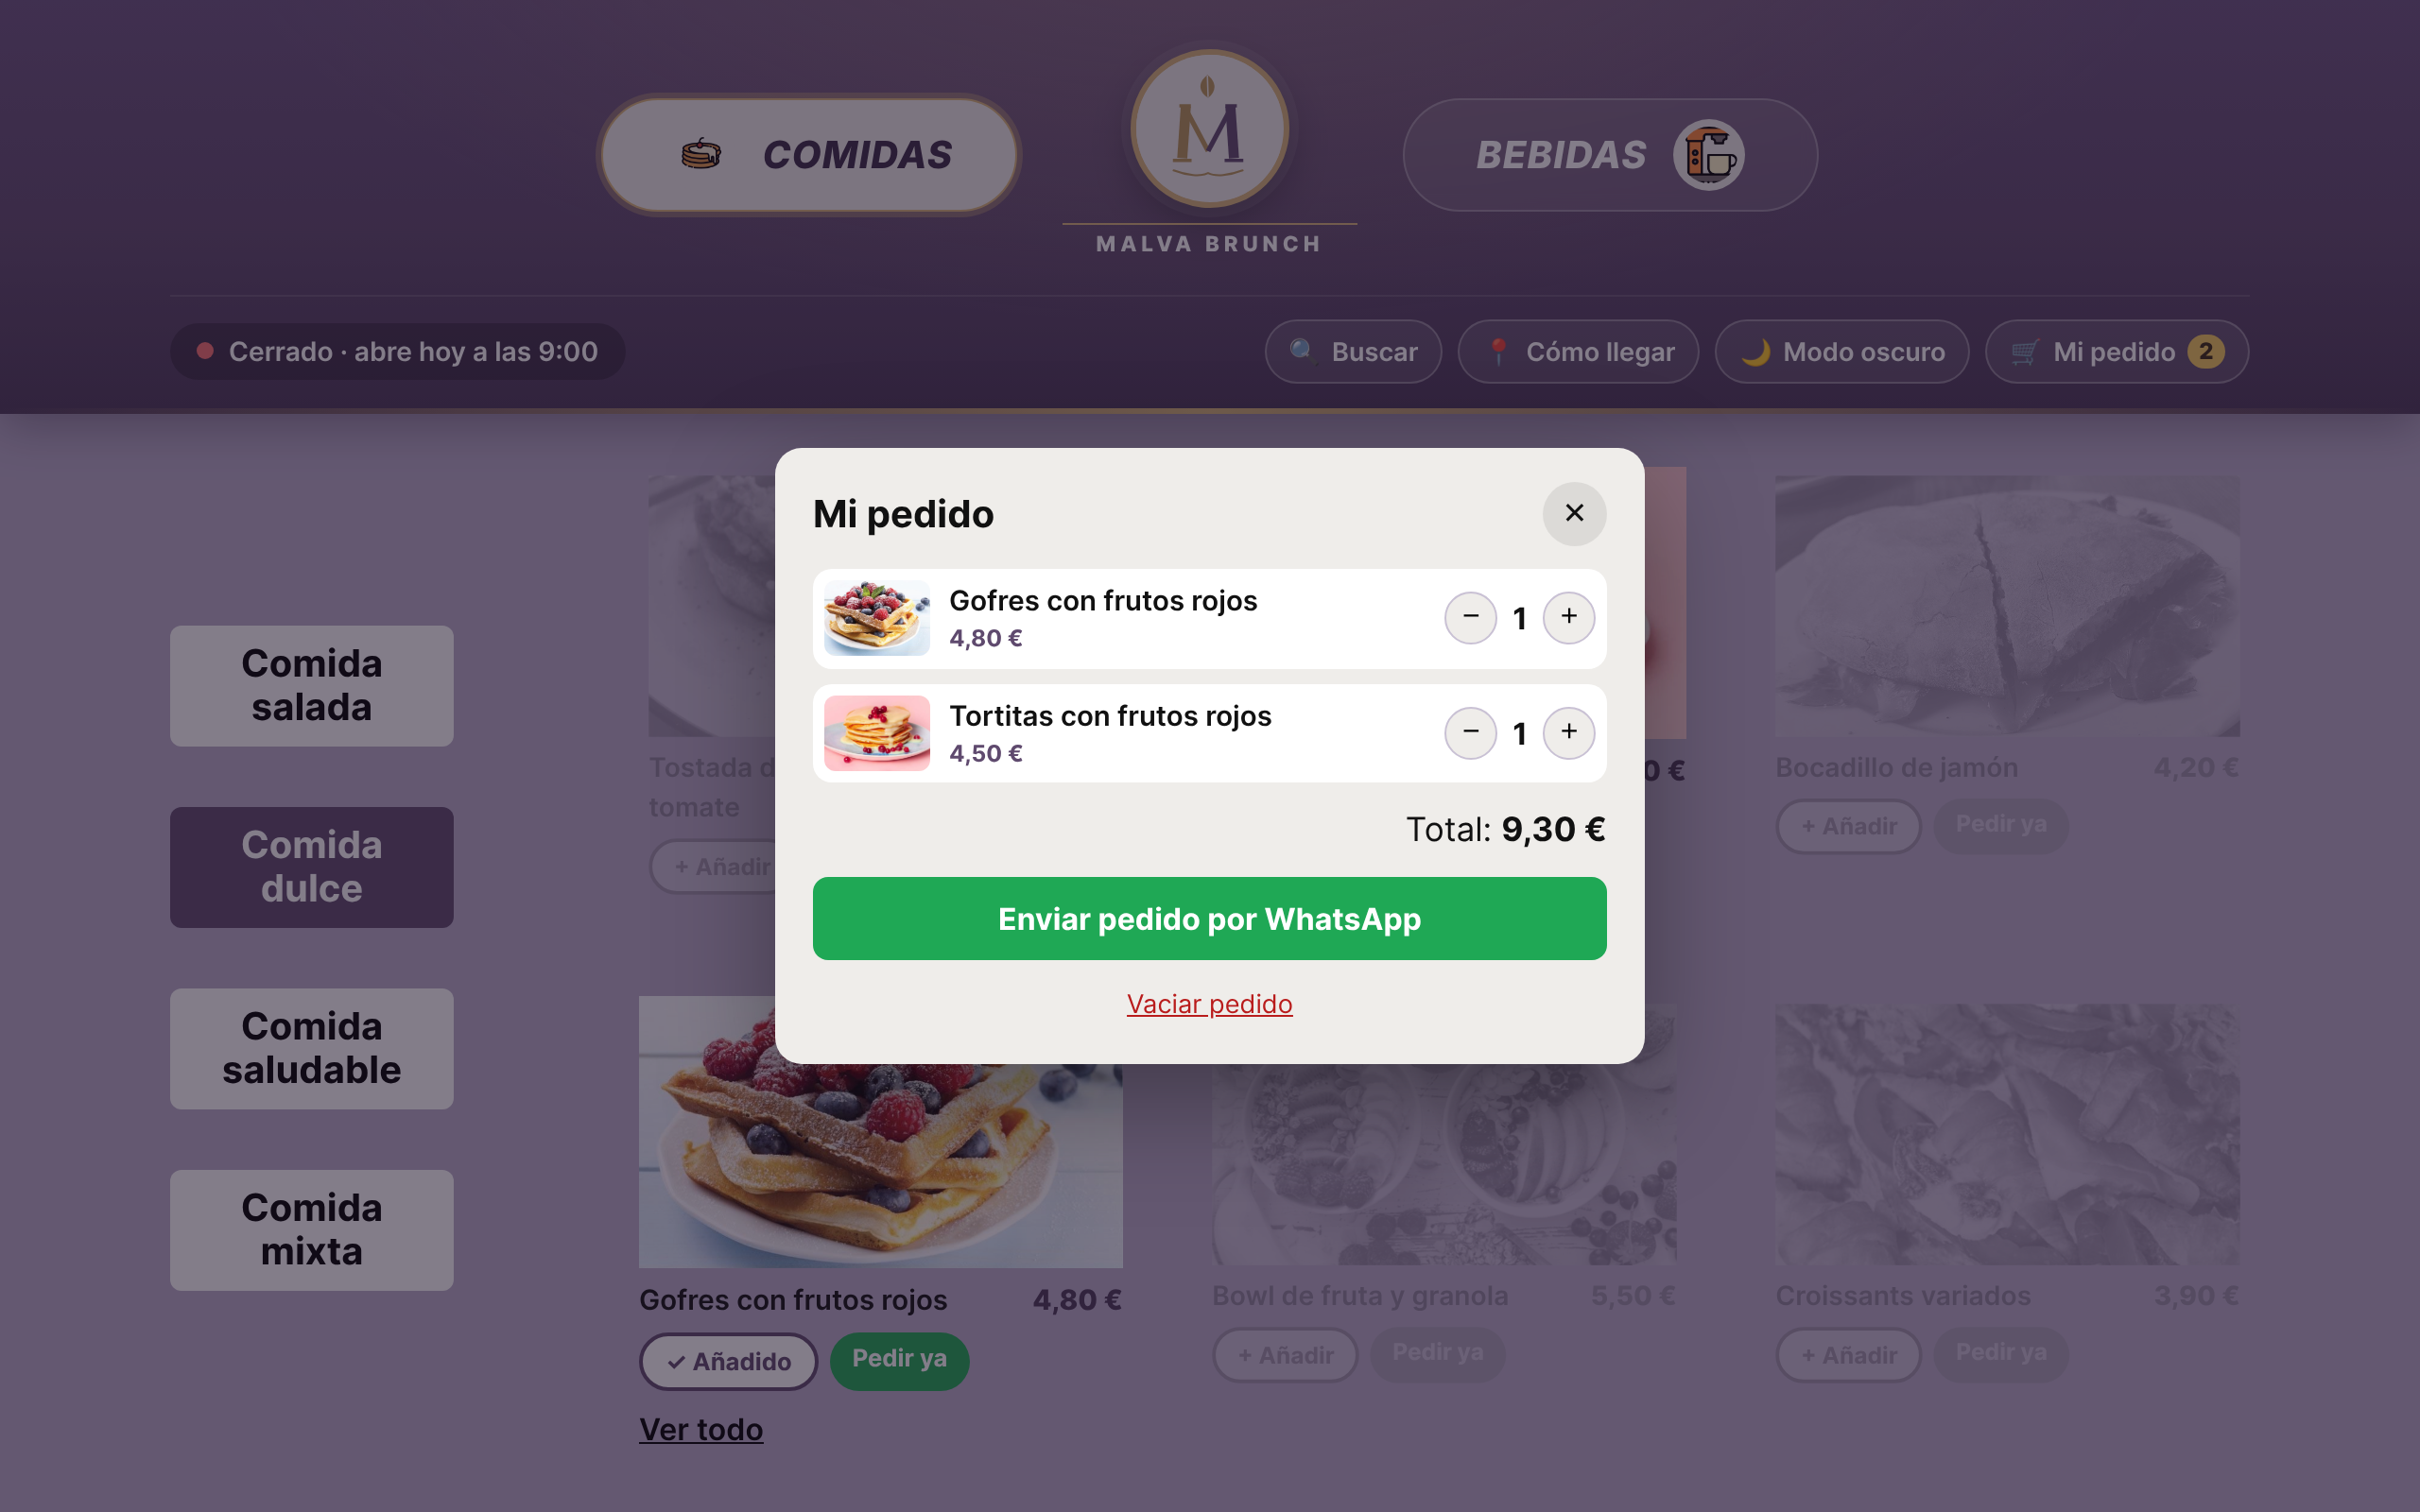 COMIDAS
M
MALVA BRUNCH
BEBIDAS
Cerrado · abre hoy a las 9:00
Buscar
Cómo llegar
Modo oscuro
Mi pedido 2
Comida
salada
Comida
dulce
Comida
saludable
Comida
mixta
Mi pedido
Gofres con frutos rojos
4,80 €
− 1 +
Tortitas con frutos rojos
4,50 €
− 1 +
Total: 9,30 €
Enviar pedido por WhatsApp
Vaciar pedido
Tostada
tomate
+ Añadir
0 €
Bocadillo de jamón 4,20 €
+ Añadir Pedir ya
Gofres con frutos rojos 4,80 €
✓ Añadido Pedir ya
Ver todo
Bowl de fruta y granola 5,50 €
+ Añadir Pedir ya
Croissants variados 3,90 €
+ Añadir Pedir ya